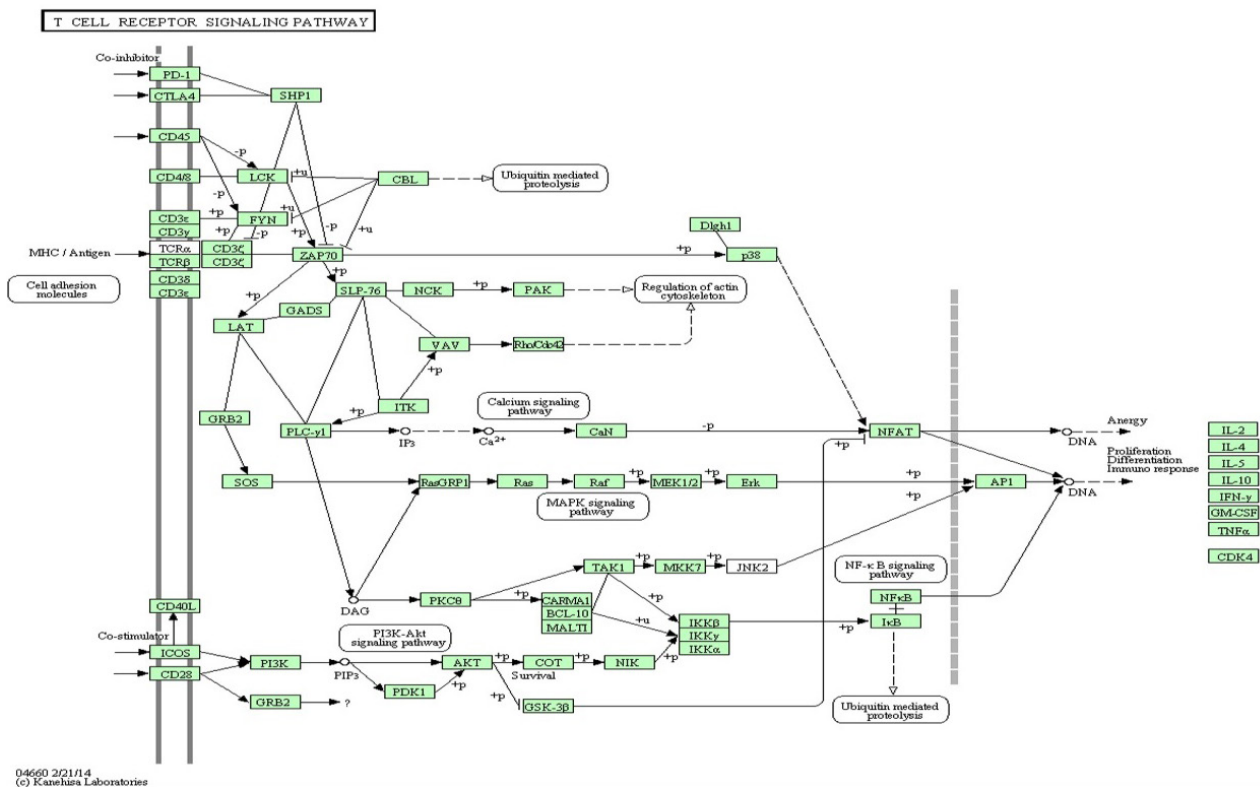 T CELL RECEPTOR SIGNALING PATHWAY
Co-inhibitor
PD-1
CTLA4
SHP1
CD45
-p
CD4/8
LCK
+u
CBL
Ubiquitin mediated
proteolysis
-p
CD3ε
CD3γ
+p
FYN
+u
+p
-p
+p
-p
+u
Dlgh1
MHC / Antigen
TCRα
TCRβ
CD3ζ
CD3ζ
ZAP70
+p
p38
Cell adhesion
molecules
CD3δ
CD3ε
+p
+p
SLP-76
NCK
+p
PAK
Regulation of actin
cytoskeleton
GADS
LAT
VAV
Rho/Cdc42
+p
GRB2
ITK
+p
Calcium signaling
pathway
PLC-γ1
IP3
Ca2+
CaN
-p
NFAT
+p
DNA
Anergy
Proliferation
Differentiation
Immuno response
SOS
RasGRP1
Ras
Raf
+p
MEK1/2
+p
Erk
+p
AP1
DNA
+p
MAPK signaling
pathway
IL-2
IL-4
IL-5
IL-10
IFN-γ
GM-CSF
TNFα
CDK4
TAK1
+p
MKK7
+p
JNK2
NF-κB signaling
pathway
DAG
PKCθ
+p
CARMA1
BCL-10
MALT1
+p
+u
IKKβ
IKKγ
IKKα
+p
NFκB
IκB
CD40L
Co-stimulator
ICOS
CD28
PI3K-Akt
signaling pathway
PI3K
PIP3
AKT
+p
COT
+p
NIK
+p
Survival
PDK1
+p
+p
GSK-3β
GRB2
?
Ubiquitin mediated
proteolysis
04660 2/21/14
(c) Kanehisa Laboratories